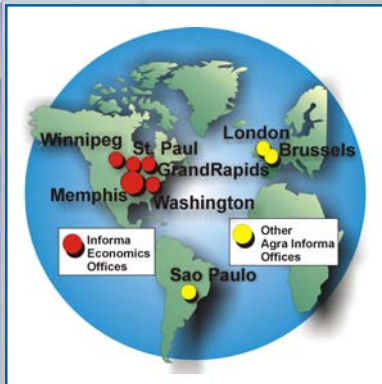 Winnipeg
St. Paul
GrandRapids
Memphis
Washington
London
Brussels
Informa
Economics
Offices
Other
Agra Informa
Offices
Sao Paulo